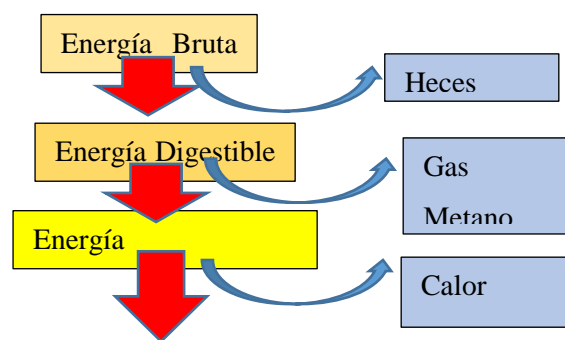 Energía Bruta
Heces
Energía Digestible
Gas
Metano
Energía
Calor